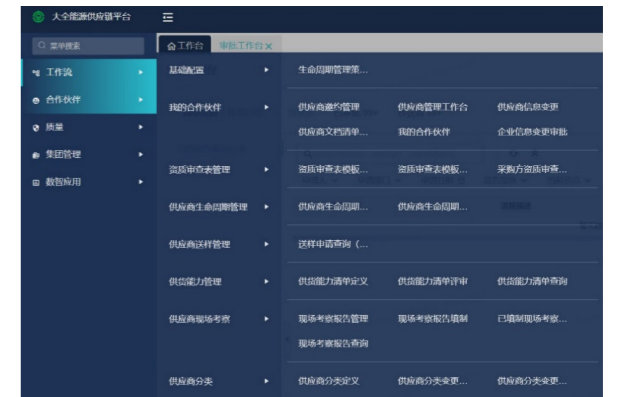 大全能源供应链平台
菜单搜索
工作台 审批工作台 ×
工作流
合作伙伴
质量
集团管理
数智应用
基础配置 生命周期管理策...
我的合作伙伴 供应商邀约管理 供应商管理工作台 供应商信息变更
供应商文档清单... 我的合作伙伴 企业信息变更审批
资质审查表管理 资质审查表模板... 资质审查表模板... 采购方资质审查...
供应商生命周期管理 供应商生命周期... 供应商生命周期...
供应商送样管理 送样申请查询（...
供货能力管理 供货能力清单定义 供货能力清单评审 供货能力清单查询
供应商现场考察 现场考察报告管理 现场考察报告填制 已填制现场考察...
现场考察报告查询
供应商分类 供应商分类定义 供应商分类变更... 供应商分类变更...